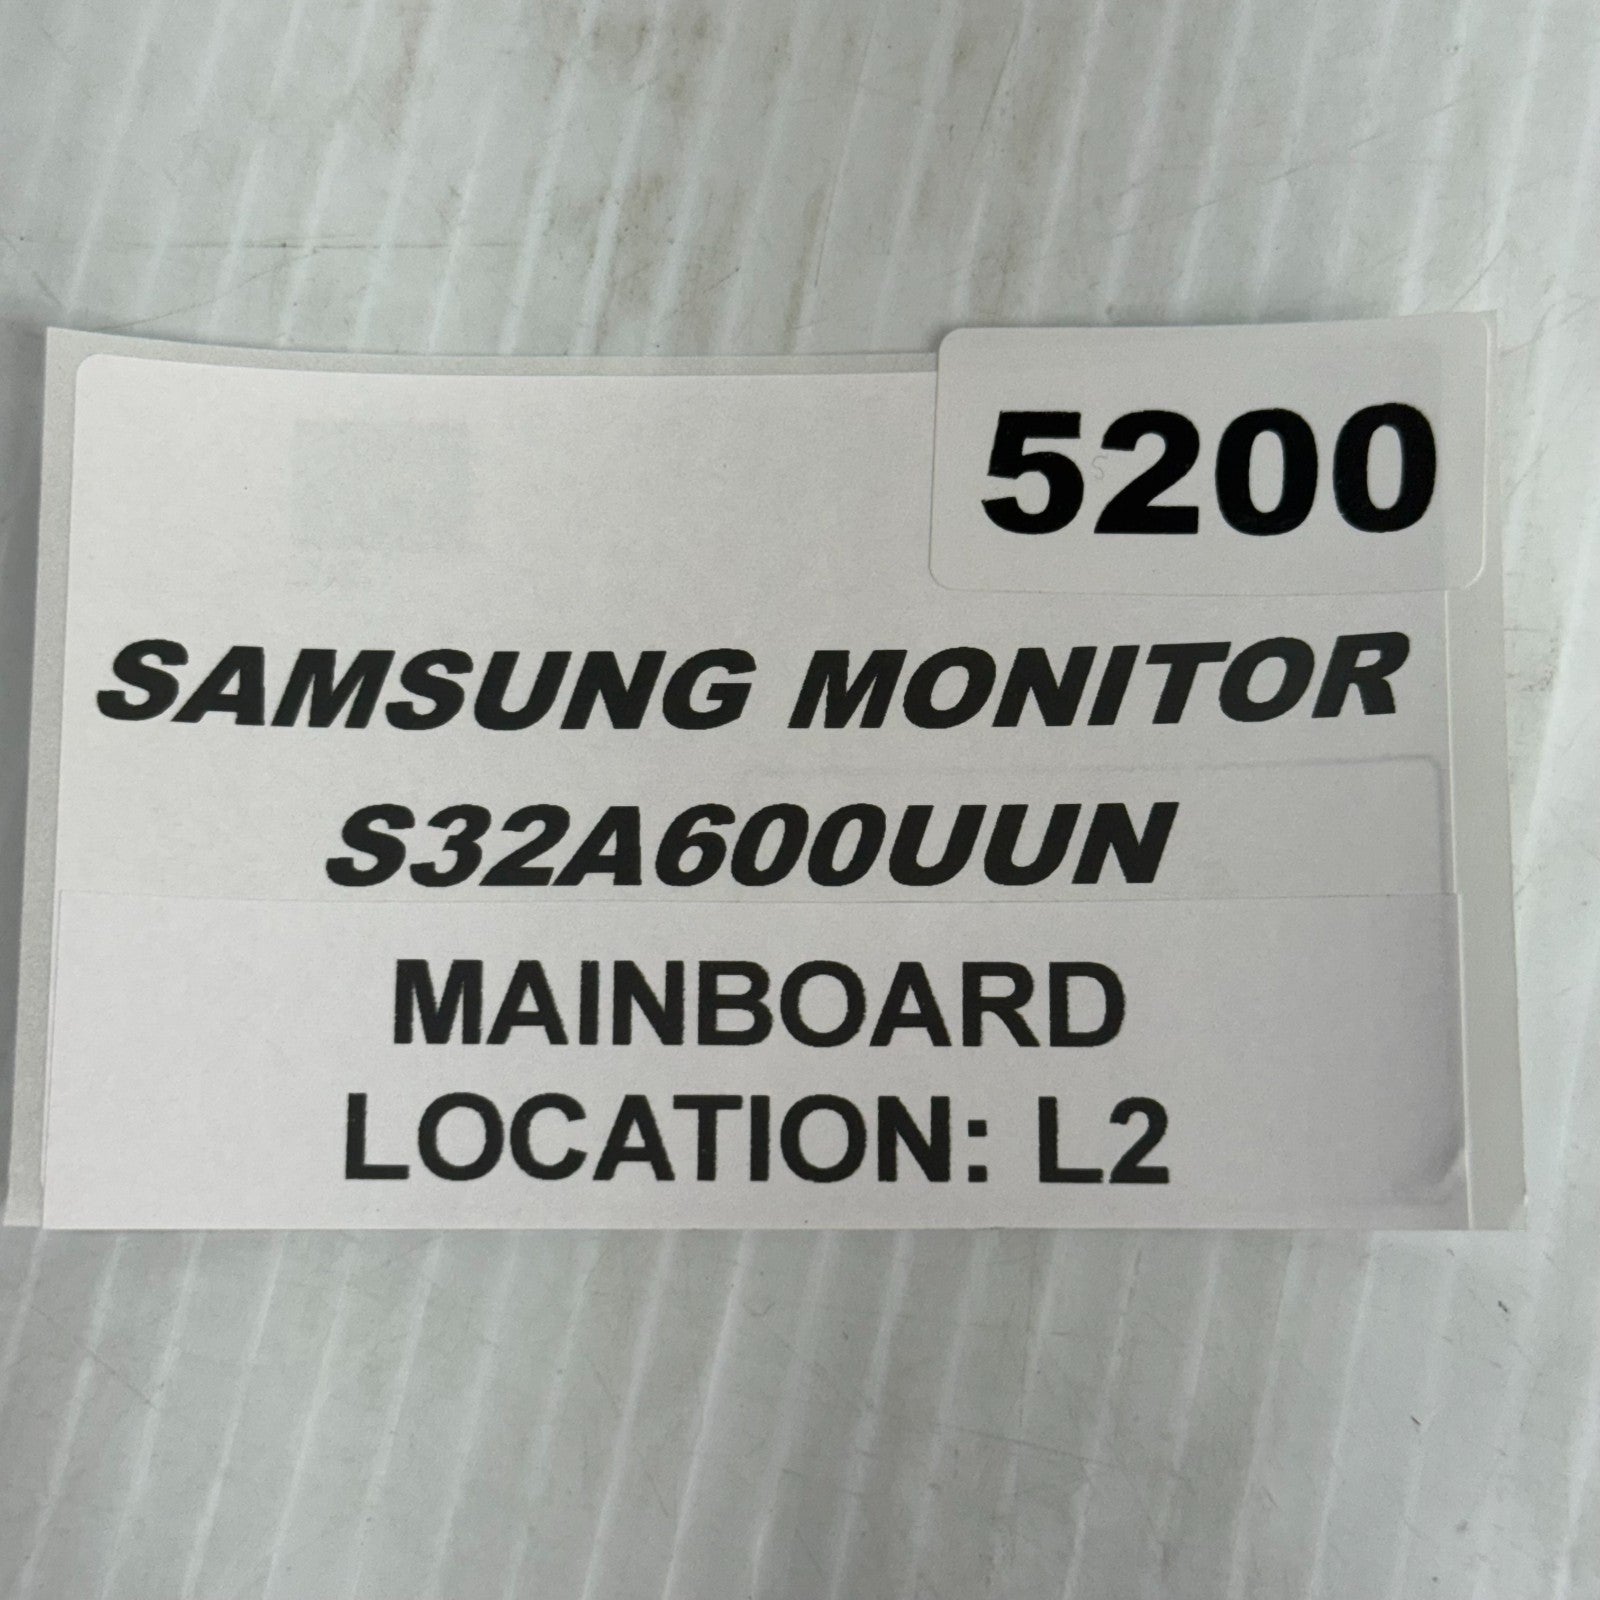 5200
SAMSUNG MONITOR
S32A600UUN
MAINBOARD
LOCATION: L2